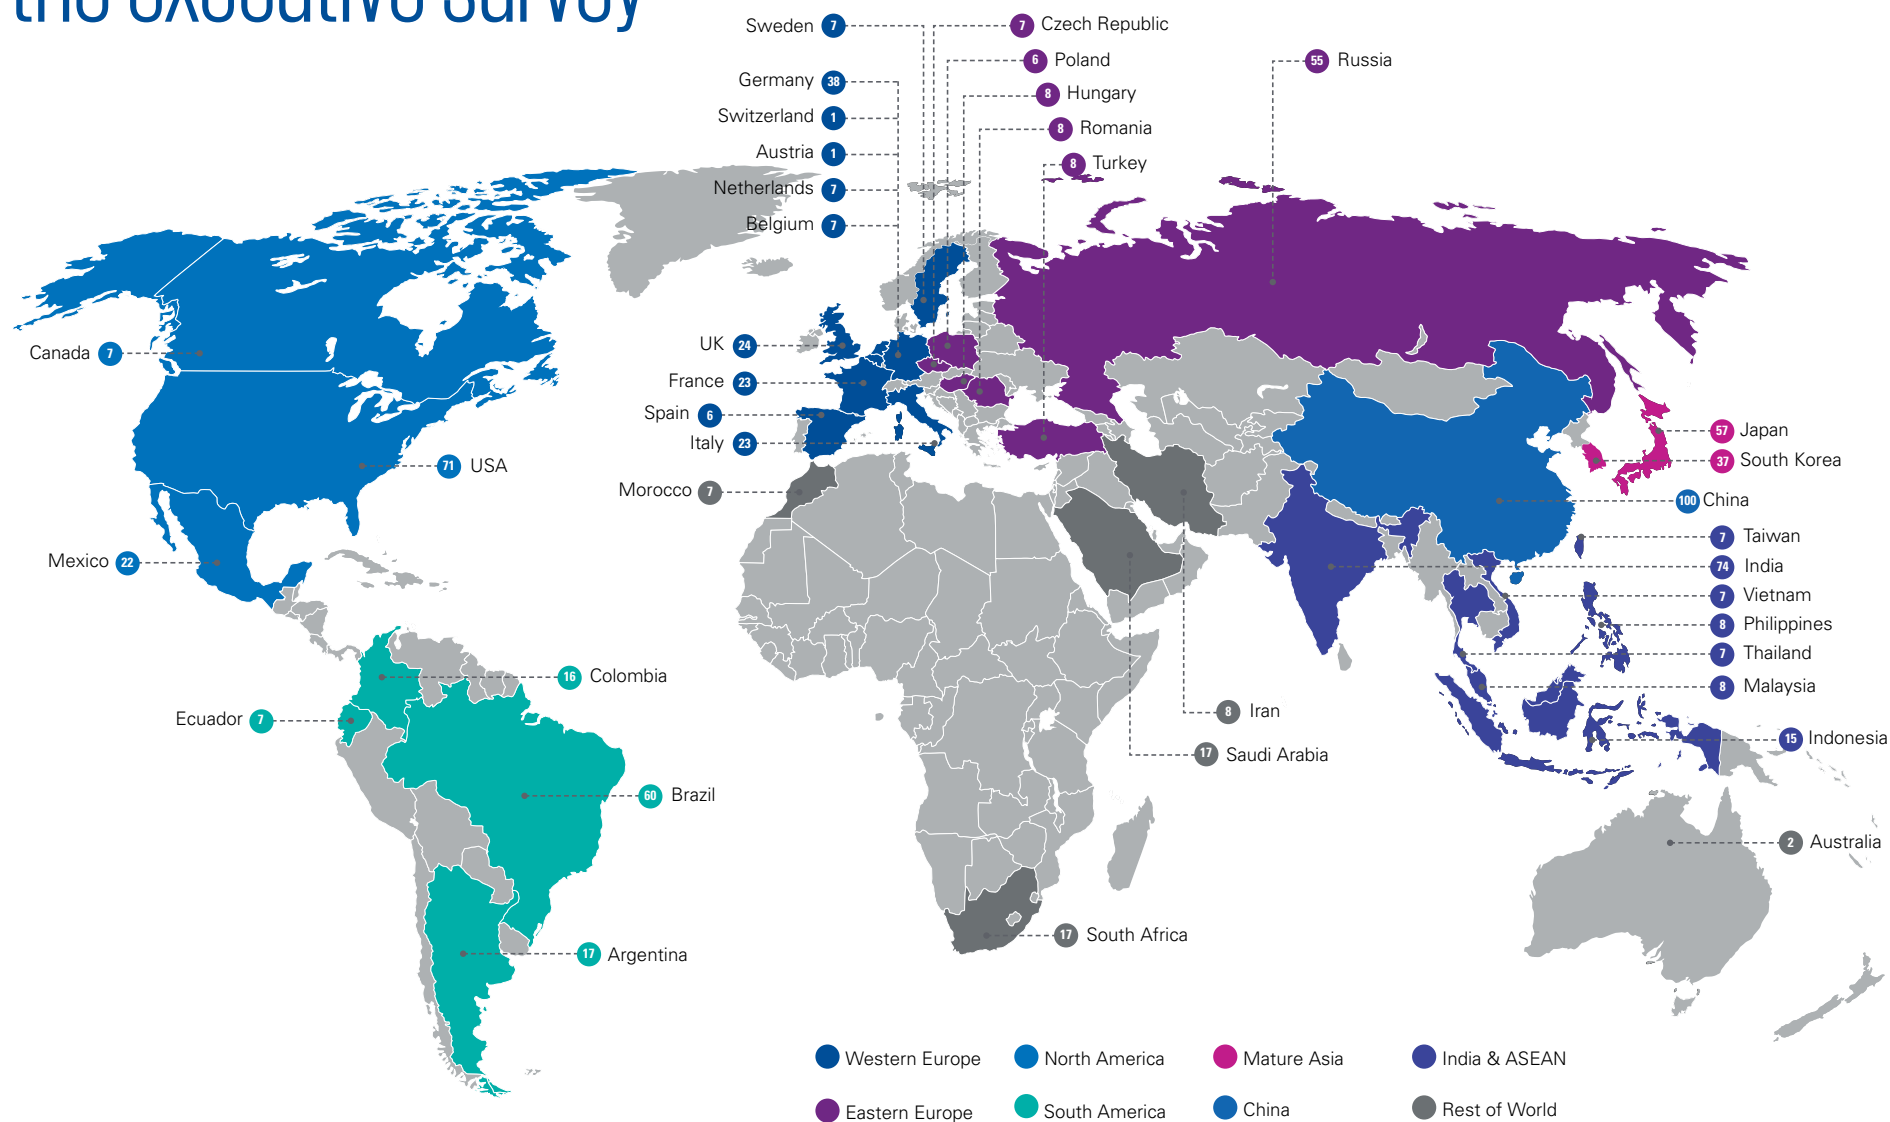 the executive survey
Sweden 7
Germany 38
Switzerland 1
Austria 1
Netherlands 7
Belgium 7
7 Czech Republic
6 Poland
8 Hungary
8 Romania
8 Turkey
55 Russia
Canada 7
71 USA
Mexico 22
UK 24
France 23
Spain 6
Italy 23
Morocco 7
57 Japan
37 South Korea
100 China
7 Taiwan
74 India
7 Vietnam
8 Philippines
7 Thailand
8 Malaysia
15 Indonesia
16 Colombia
Ecuador 7
60 Brazil
17 Argentina
8 Iran
17 Saudi Arabia
17 South Africa
2 Australia
Western Europe
North America
Mature Asia
India & ASEAN
Eastern Europe
South America
China
Rest of World